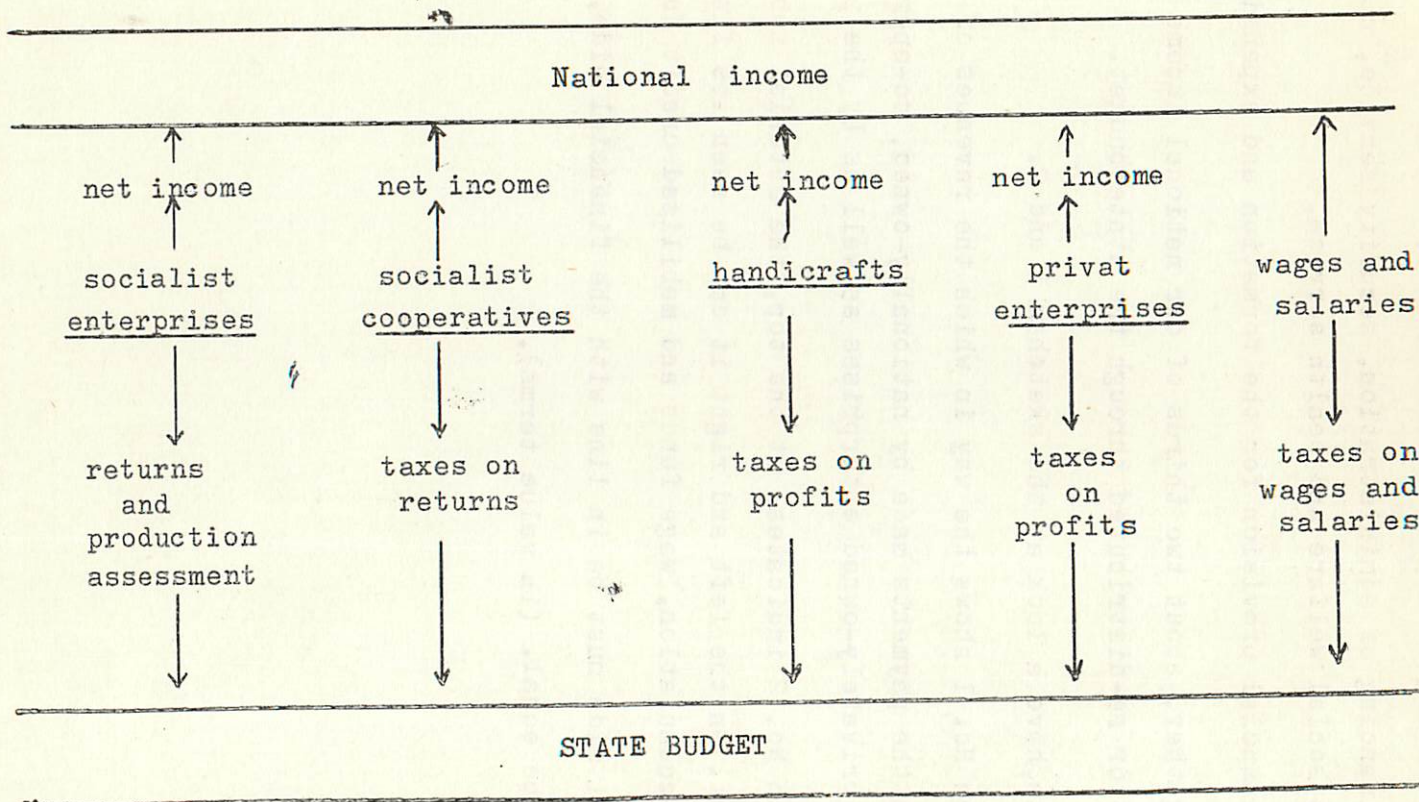 National income
net income
net income
net income
net income
socialist
enterprises
socialist
cooperatives
handicrafts
privat
enterprises
wages and
salaries
returns
and
production
assessment
taxes on
returns
taxes on
profits
taxes
on
profits
taxes on
wages and
salaries
STATE BUDGET